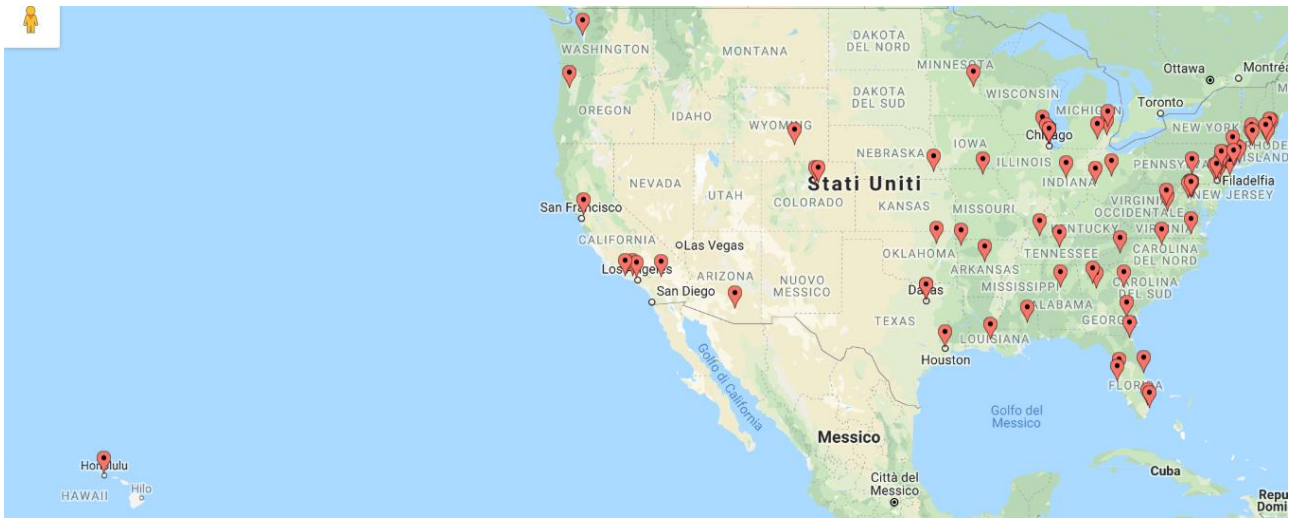 WASHINGTON
MONTANA
DAKOTA
DEL NORD
MINNESOTA
Ottawa
Montréa
OREGON
IDAHO
WYOMING
DAKOTA
DEL SUD
WISCONSIN
MICHIGN
Toronto
NEW YORK
Chicago
NEBRASKA
IOWA
ILLINOIS
INDIANA
PENNSY
RHODE
ISLAND
NEVADA
UTAH
COLORADO
Stati Uniti
KANSAS
MISSOURI
VIRGINIA
OCCIDENTALE
Filadelfia
NEW JERSEY
San Francisco
CALIFORNIA
Las Vegas
KENTUCKY
VIRGINIA
OKLAHOMA
TENNESSEE
CAROLINA
DEL NORD
Los Angeles
ARIZONA
NUOVO
MESSICO
ARKANSAS
MISSISSIPPI
CAROLINA
DEL SUD
San Diego
Dallas
ALABAMA
TEXAS
LOUISIANA
GEORGIA
Houston
Golfo di California
FLORIDA
Golfo del
Messico
Messico
Honolulu
HAWAII
Hilo
Città del
Messico
Cuba
Repu
Domi